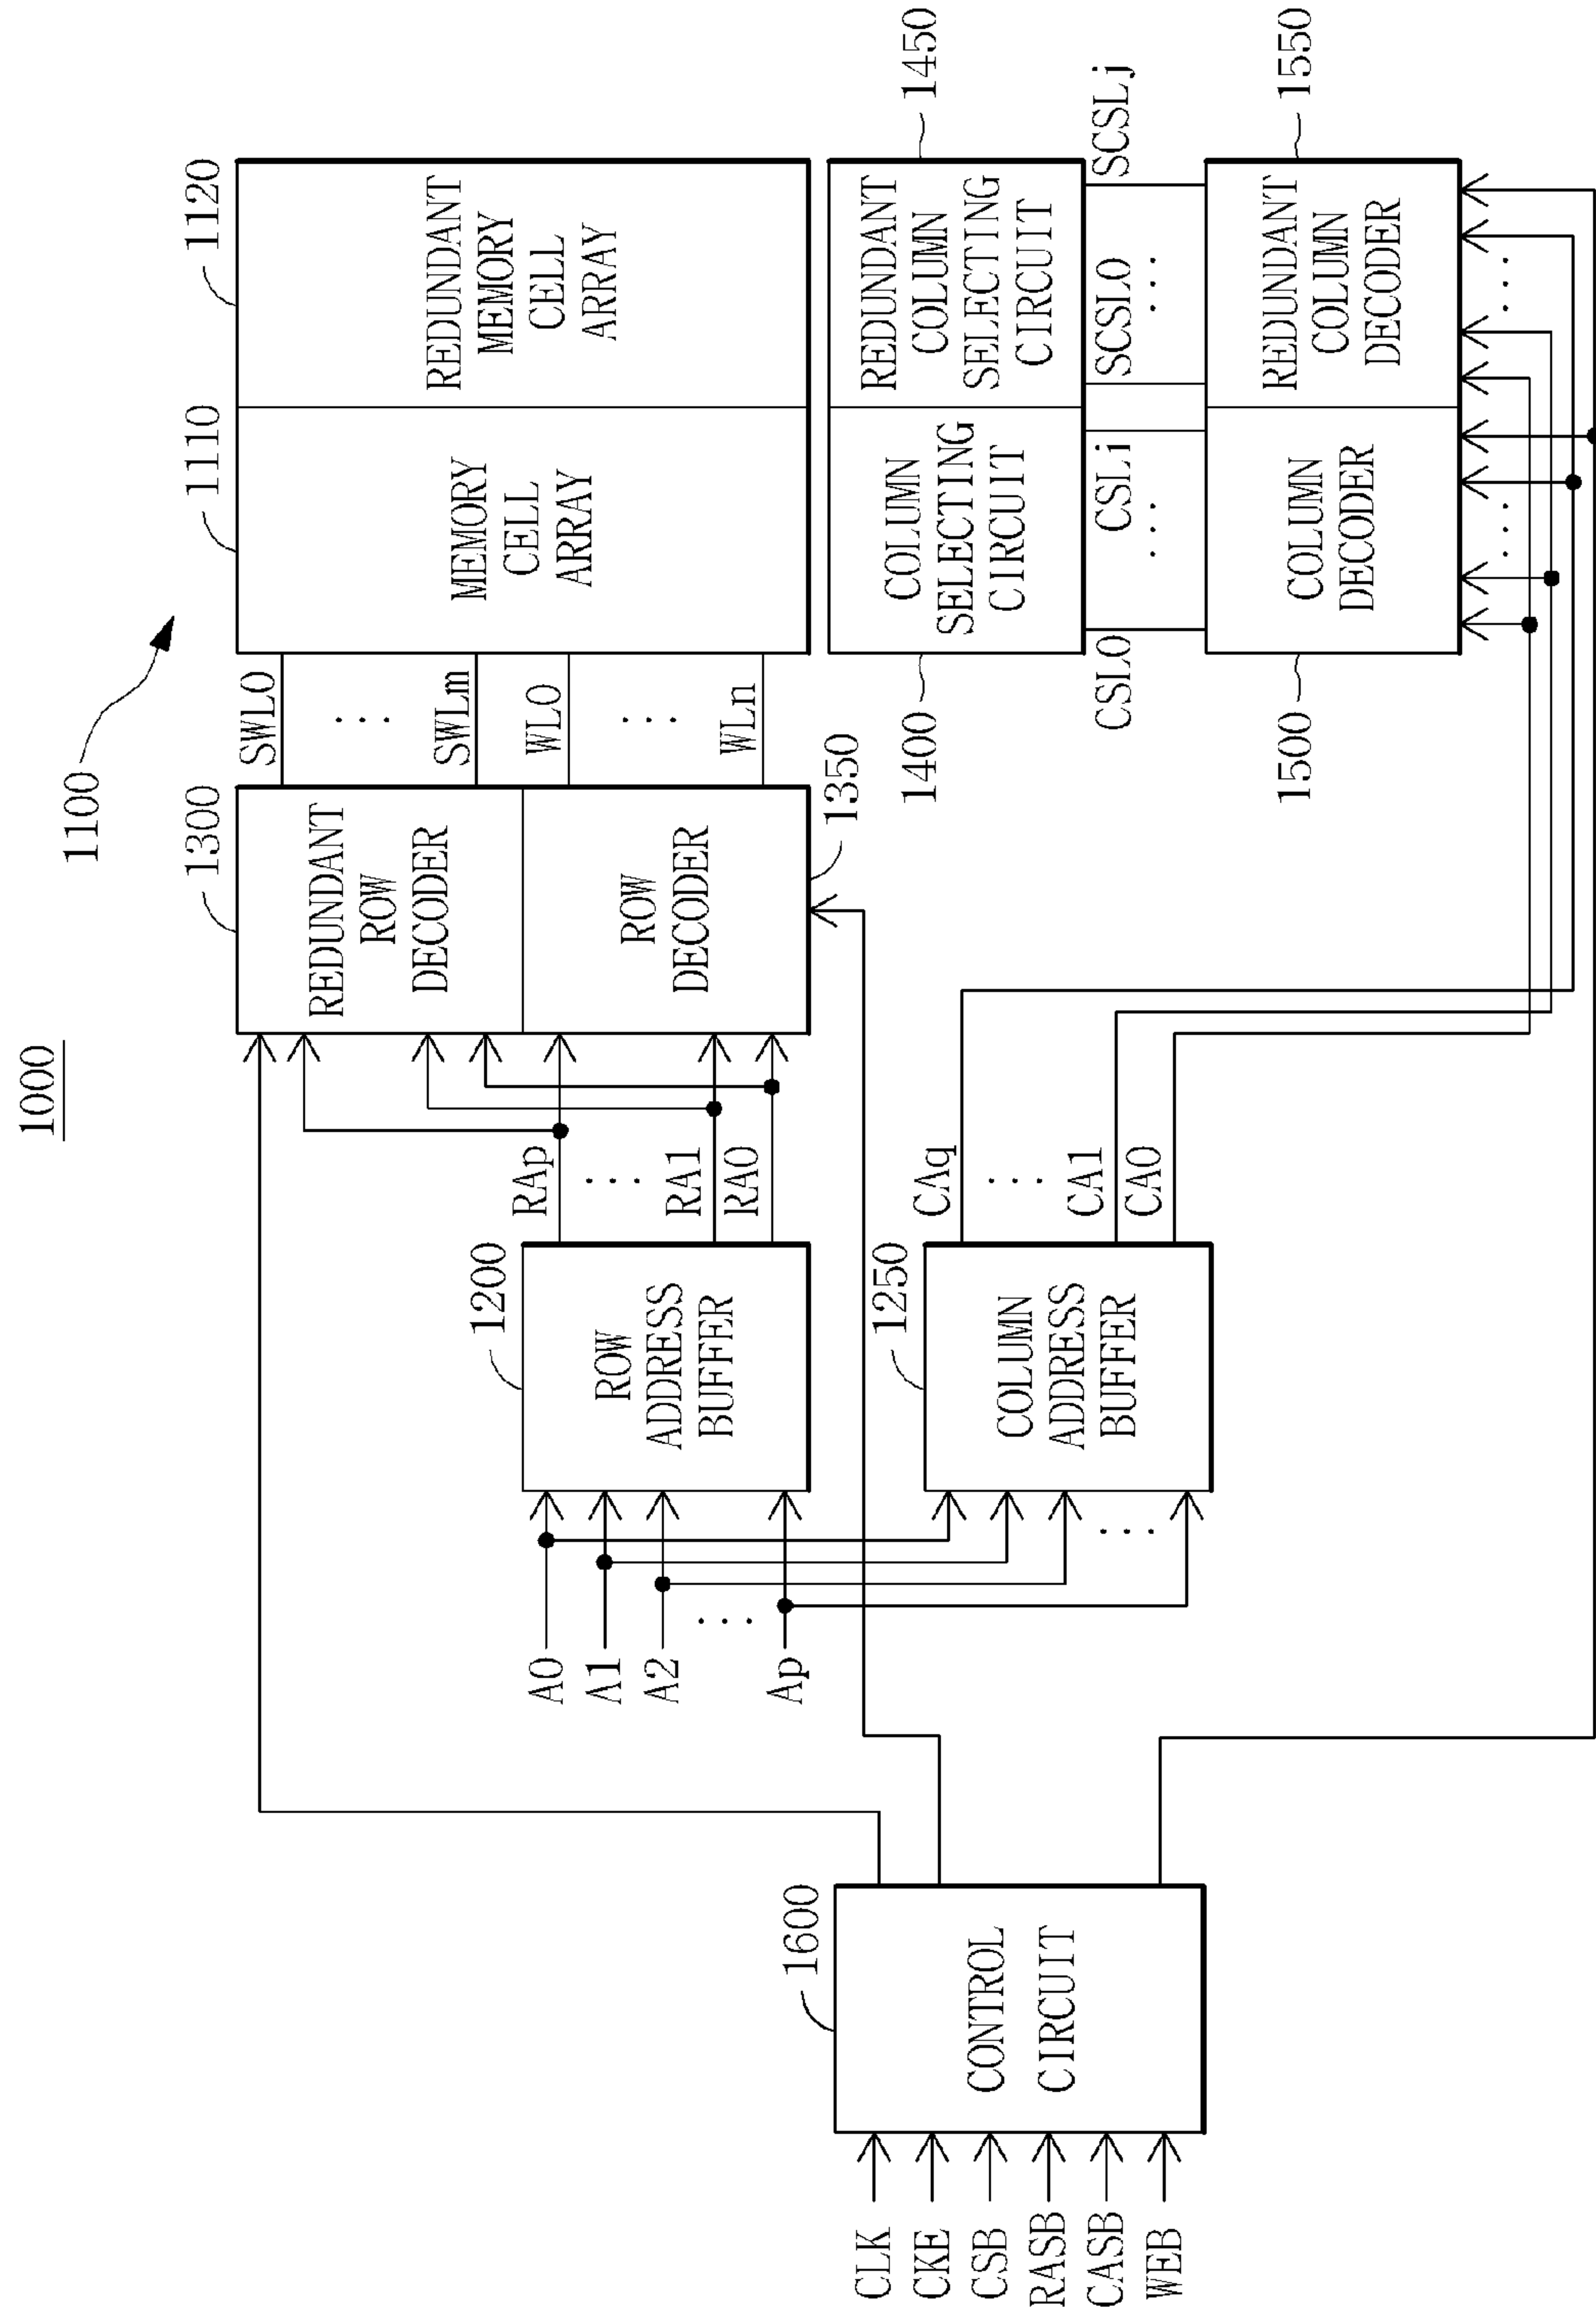 1000
1100
1300
REDUNDANT
ROW
DECODER
ROW
DECODER
1350
SWL0
...
SWLm
WL0
...
WLn
1110
MEMORY
CELL
ARRAY
1120
REDUNDANT
MEMORY
CELL
ARRAY
1200
ROW
ADDRESS
BUFFER
A0
A1
A2
...
Ap
RAp
...
RA1
RA0
1250
COLUMN
ADDRESS
BUFFER
...
CAq
...
CA1
CA0
1400
COLUMN
SELECTING
CIRCUIT
REDUNDANT
COLUMN
SELECTING
CIRCUIT
1450
CSL0
CSLi
...
SCSL0
...
SCSLj
1500
COLUMN
DECODER
REDUNDANT
COLUMN
DECODER
1550
...
...
1600
CONTROL
CIRCUIT
CLK
CKE
CSB
RASB
CASB
WEB